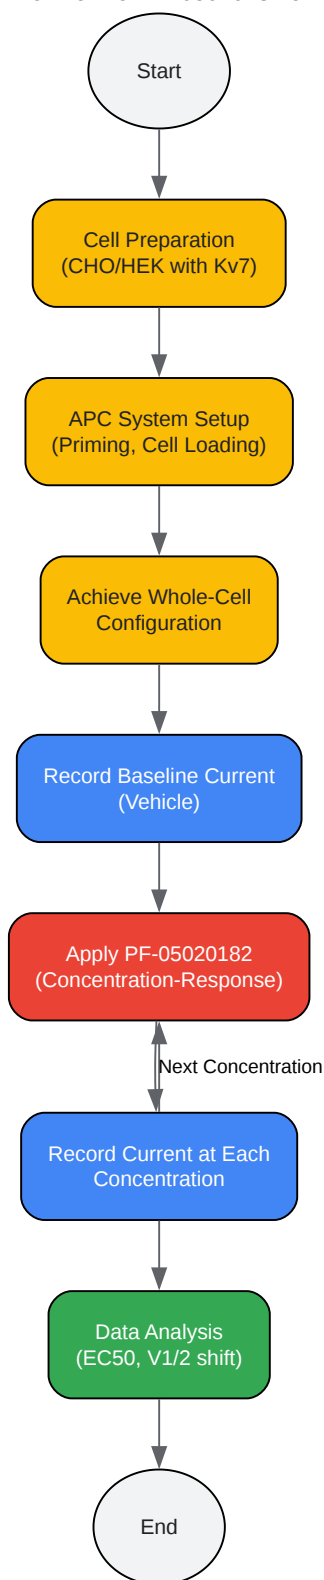 Start
Cell Preparation
(CHO/HEK with Kv7)
APC System Setup
(Priming, Cell Loading)
Achieve Whole-Cell
Configuration
Record Baseline Current
(Vehicle)
Apply PF-05020182
(Concentration-Response)
Next Concentration
Record Current at Each
Concentration
Data Analysis
(EC50, V1/2 shift)
End